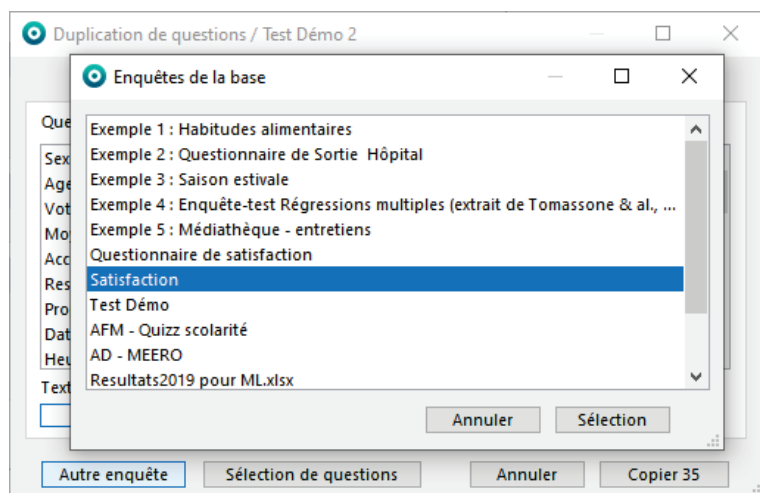 Duplication de questions / Test Démo 2
Enquêtes de la base
Que
Sex
Age
Vot
Mo
Acc
Res
Pro
Dat
Heu
Text
Exemple 1 : Habitudes alimentaires
Exemple 2 : Questionnaire de Sortie  Hôpital
Exemple 3 : Saison estivale
Exemple 4 : Enquête-test Régressions multiples (extrait de Tomassone & al., ...
Exemple 5 : Médiathèque - entretiens
Questionnaire de satisfaction
Satisfaction
Test Démo
AFM - Quizz scolarité
AD - MEERO
Resultats2019 pour ML.xlsx
Annuler
Sélection
Autre enquête
Sélection de questions
Annuler
Copier 35